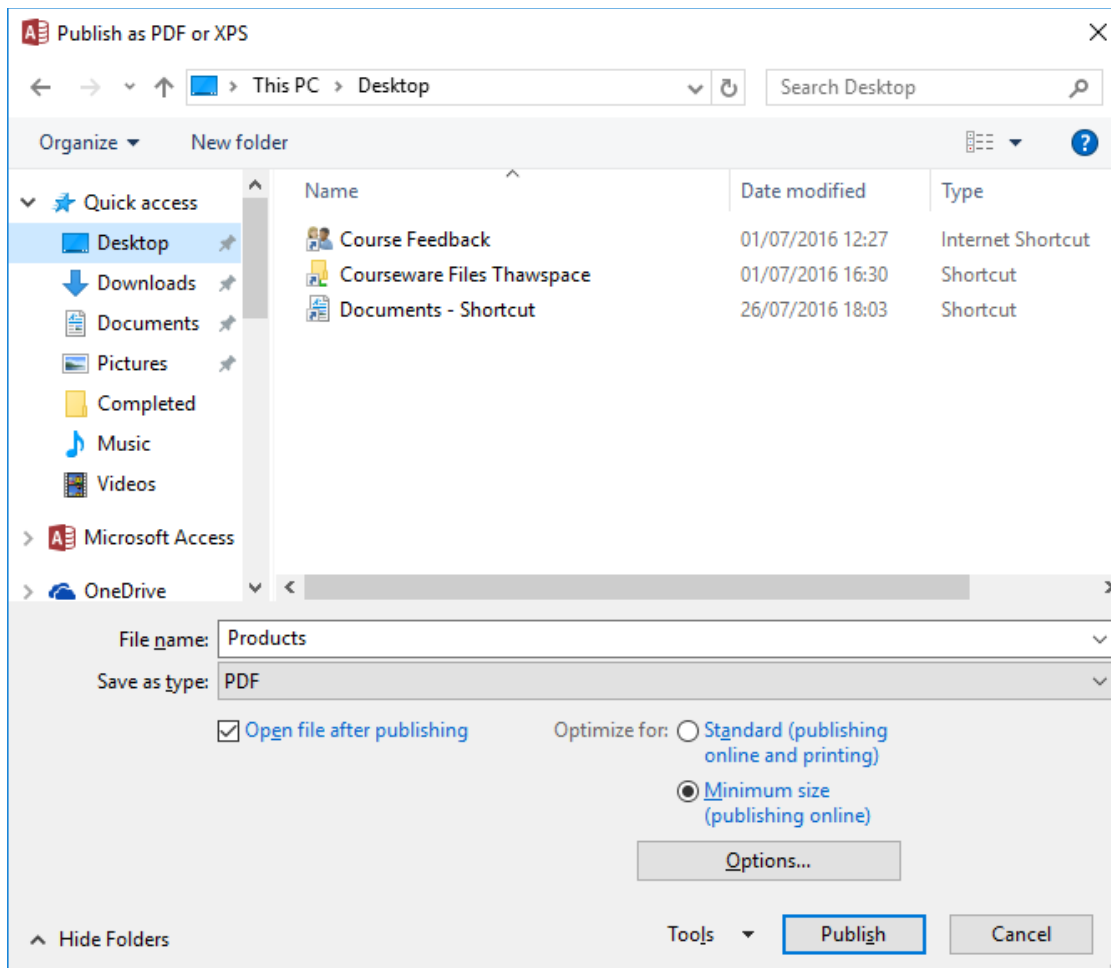 Publish as PDF or XPS
This PC > Desktop
Search Desktop
Organize
New folder
?
Name
Date modified
Type
Quick access
Desktop
Downloads
Documents
Pictures
Completed
Music
Videos
Microsoft Access
OneDrive
Course Feedback 01/07/2016 12:27 Internet Shortcut
Courseware Files Thawspace 01/07/2016 16:30 Shortcut
Documents - Shortcut 26/07/2016 18:03 Shortcut
File name: Products
Save as type: PDF
Open file after publishing
Optimize for:
Standard (publishing
online and printing)
Minimum size
(publishing online)
Options...
Hide Folders
Tools
Publish
Cancel